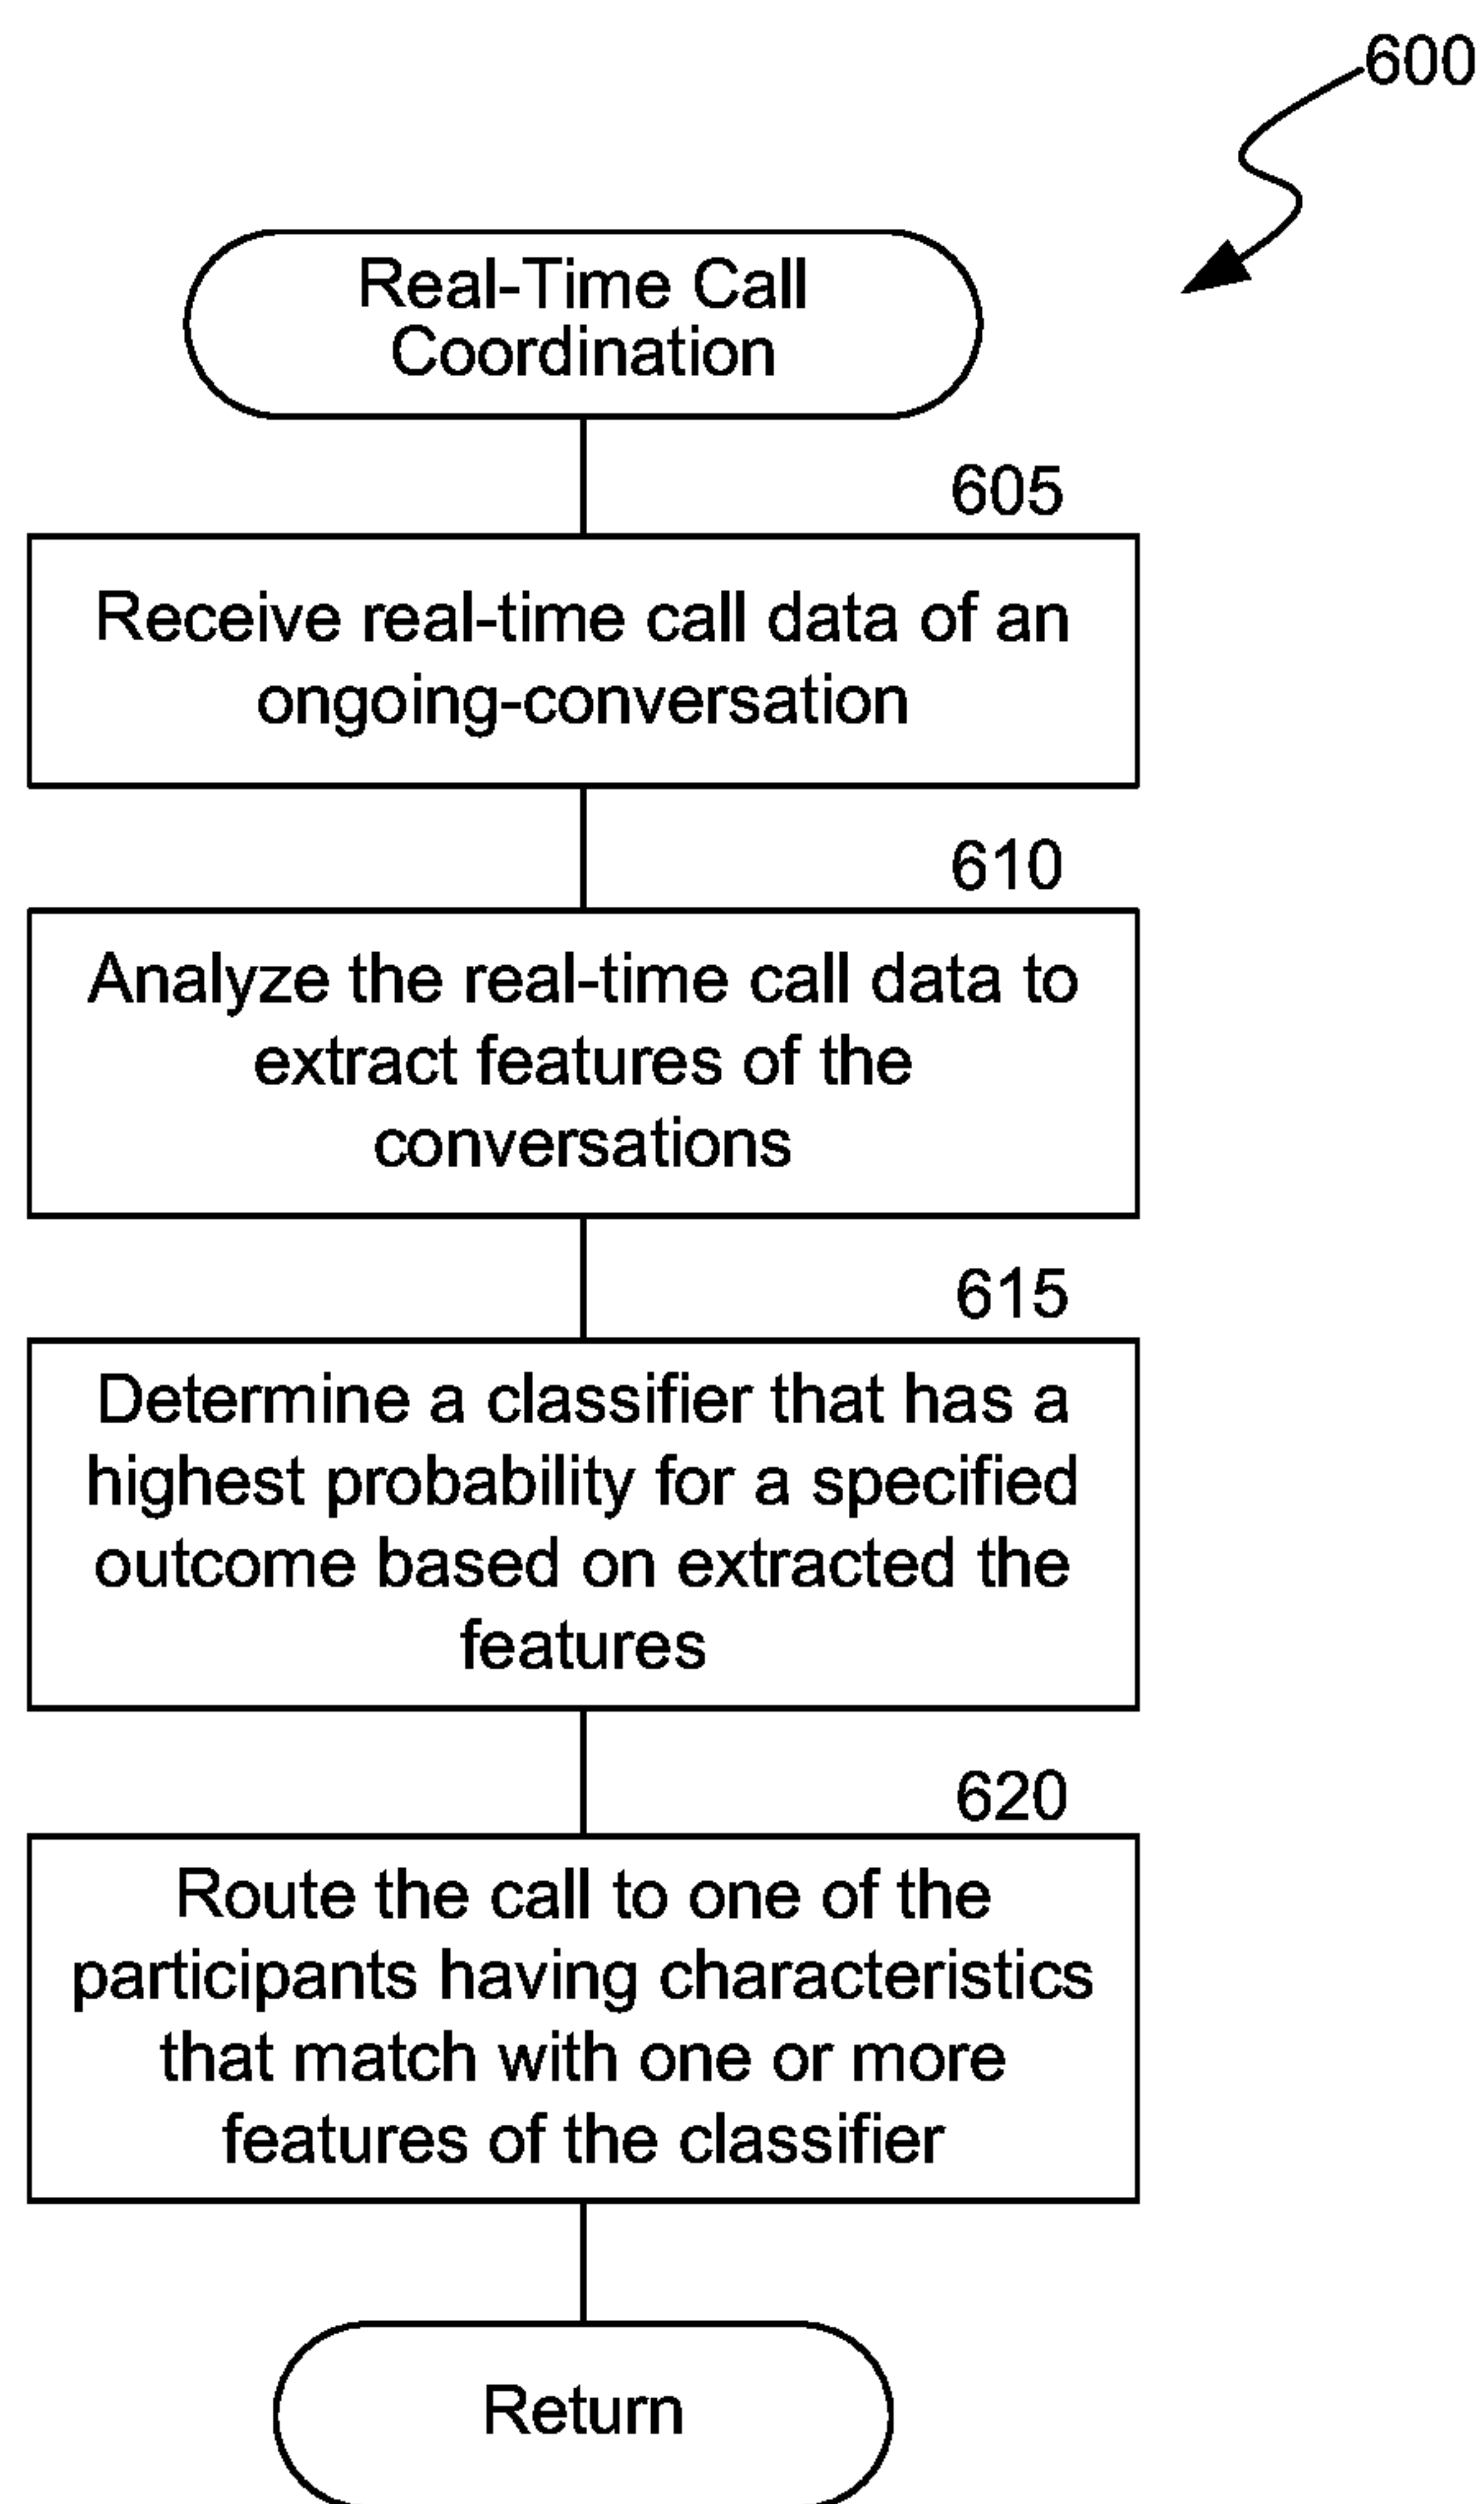 600
Real-Time Call
Coordination
605
Receive real-time call data of an
ongoing-conversation
610
Analyze the real-time call data to
extract features of the
conversations
615
Determine a classifier that has a
highest probability for a specified
outcome based on extracted the
features
620
Route the call to one of the
participants having characteristics
that match with one or more
features of the classifier
Return